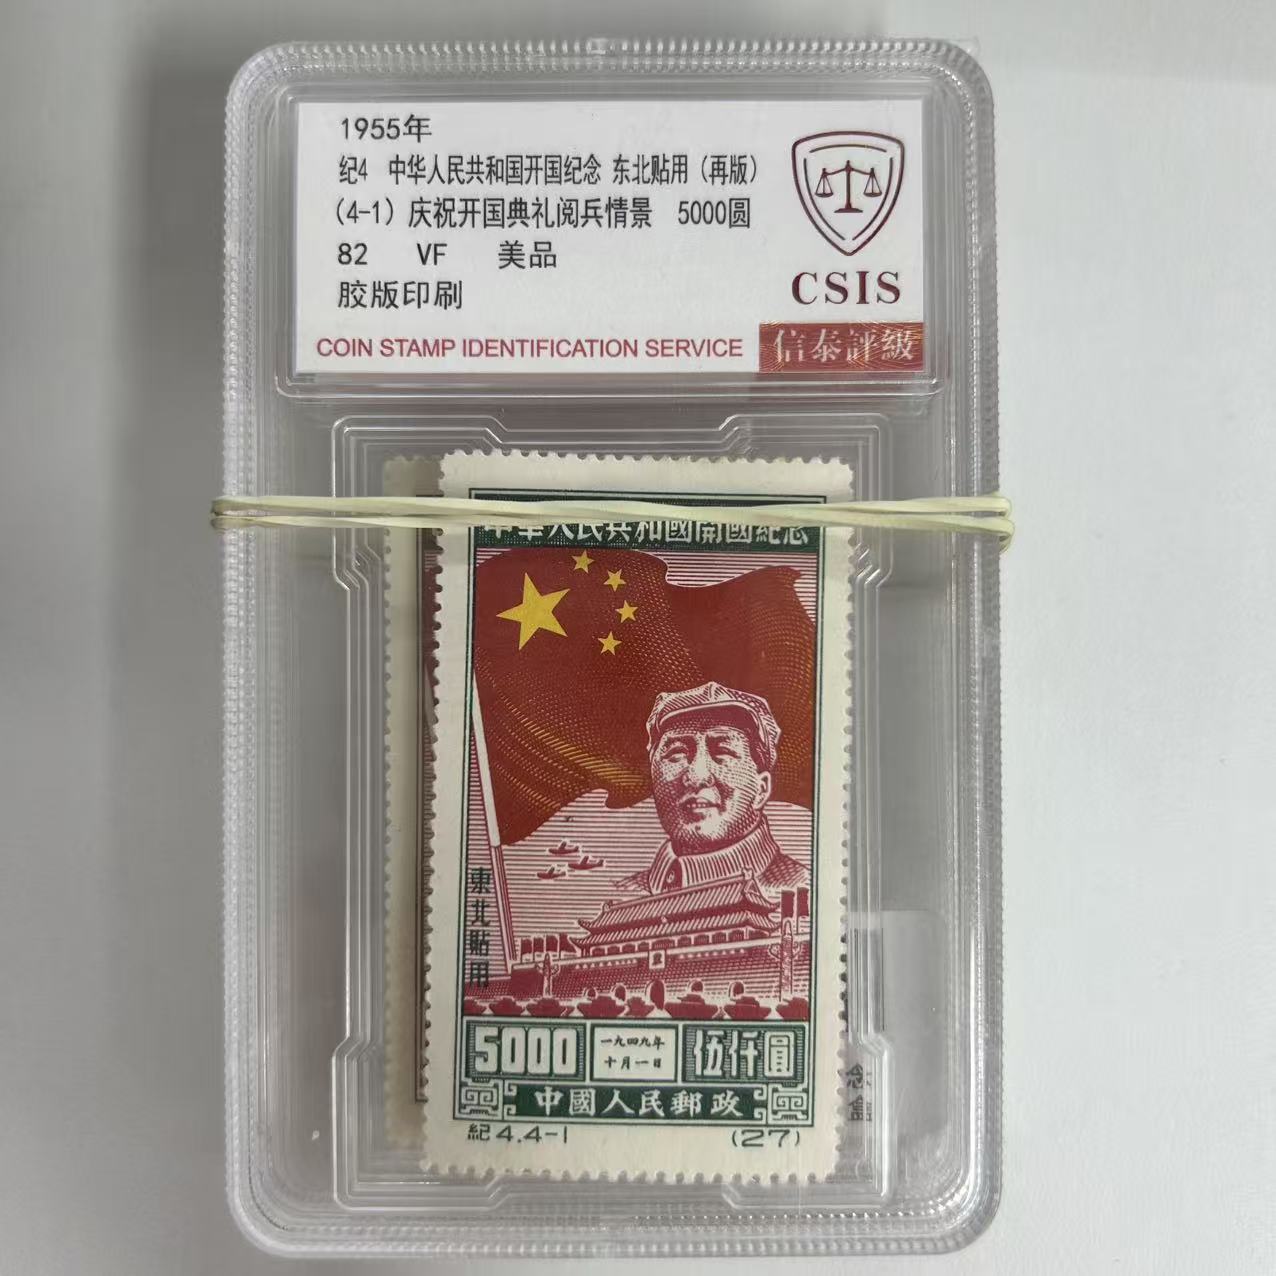 1955年
纪4 中华人民共和国开国纪念 东北贴用（再版）
（4-1）庆祝开国典礼阅兵情景 5000圆
82 VF 美品
胶版印刷
CSIS
COIN STAMP IDENTIFICATION SERVICE
信泰評級
中華人民共和國開國紀念
東北貼用
5000
一九四九年
十月一日
伍仟圓
中國人民郵政
紀4.4-1
(27)
念